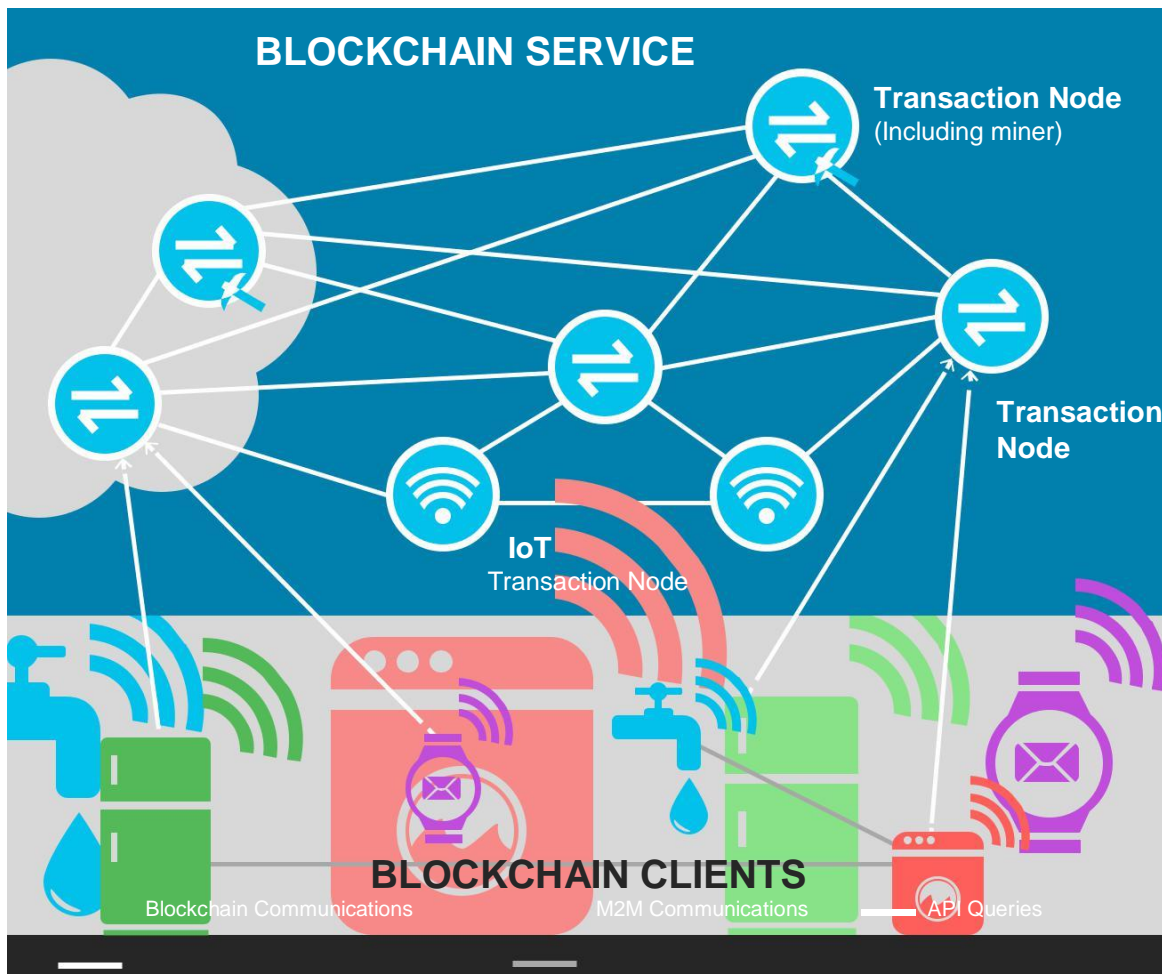 BLOCKCHAIN SERVICE
Transaction Node
(Including miner)
Transaction
Node
IoT
Transaction Node
BLOCKCHAIN CLIENTS
Blockchain Communications
M2M Communications
API Queries